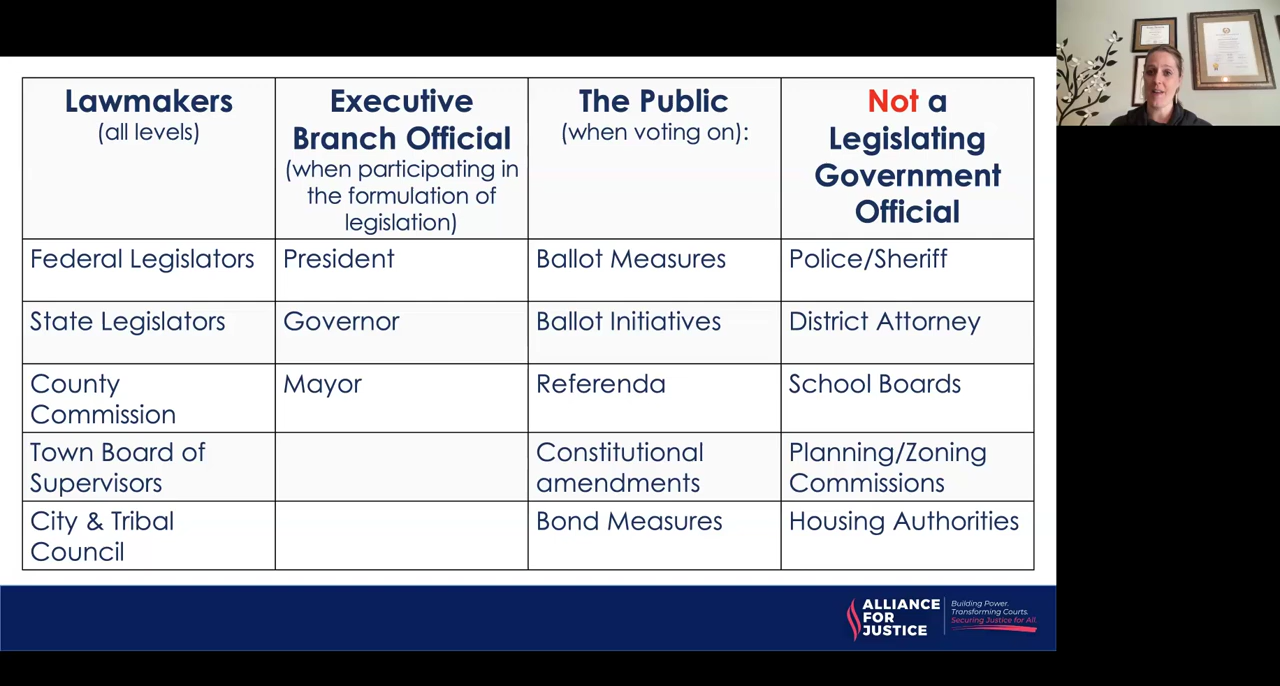 Lawmakers
(all levels)
Executive
Branch Official
(when participating in
the formulation of
legislation)
The Public
(when voting on):
Not a
Legislating
Government
Official
Federal Legislators
President
Ballot Measures
Police/Sheriff
State Legislators
Governor
Ballot Initiatives
District Attorney
County
Commission
Mayor
Referenda
School Boards
Town Board of
Supervisors
Constitutional
amendments
Planning/Zoning
Commissions
City & Tribal
Council
Bond Measures
Housing Authorities
ALLIANCE
FOR
JUSTICE
Building Power.
Transforming Courts.
Securing Justice for All.